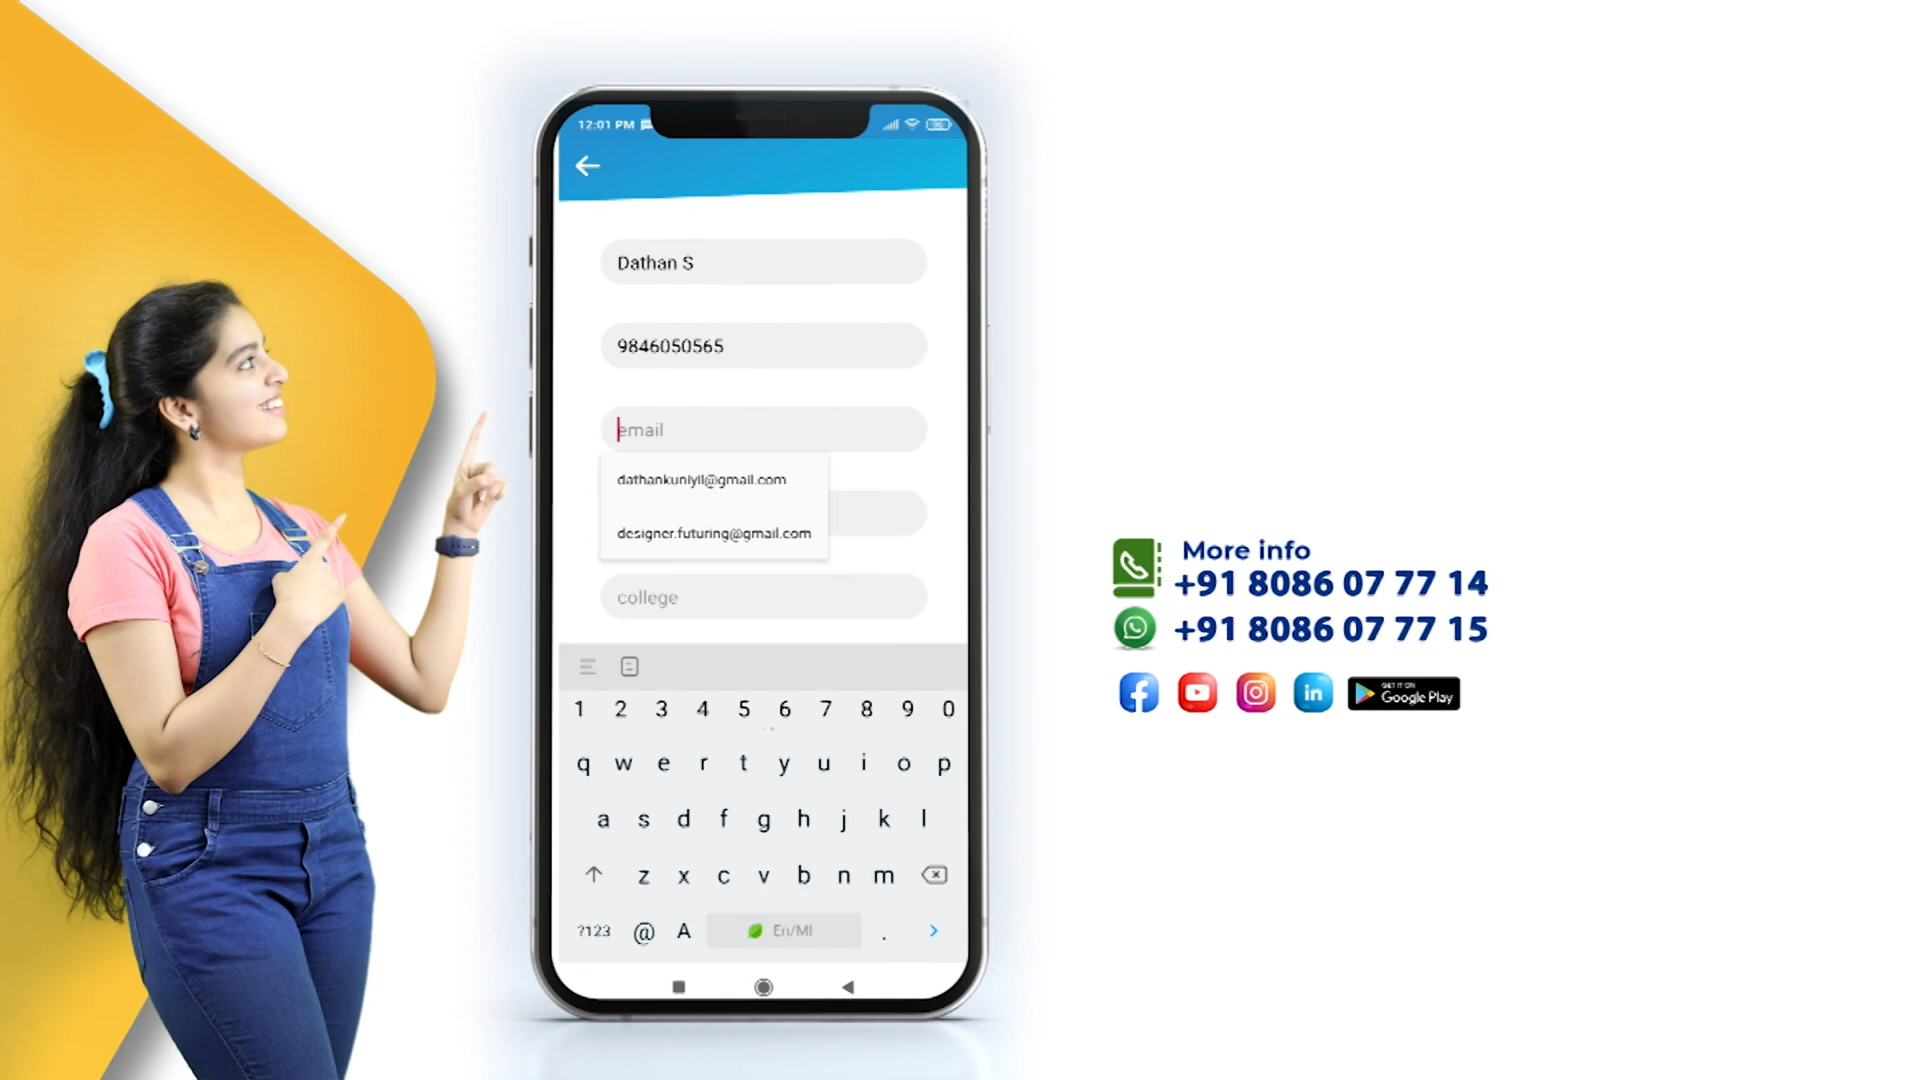 12:01 PM
Dathan S
9846050565
email
dathankuniyil@gmail.com
designer.futuring@gmail.com
college
1 2 3 4 5 6 7 8 9 0
q w e r t y u i o p
a s d f g h j k l
z x c v b n m
?123 @ A En/MI .
More info
+91 8086 07 77 14
+91 8086 07 77 15
in
GET IT ON
Google Play